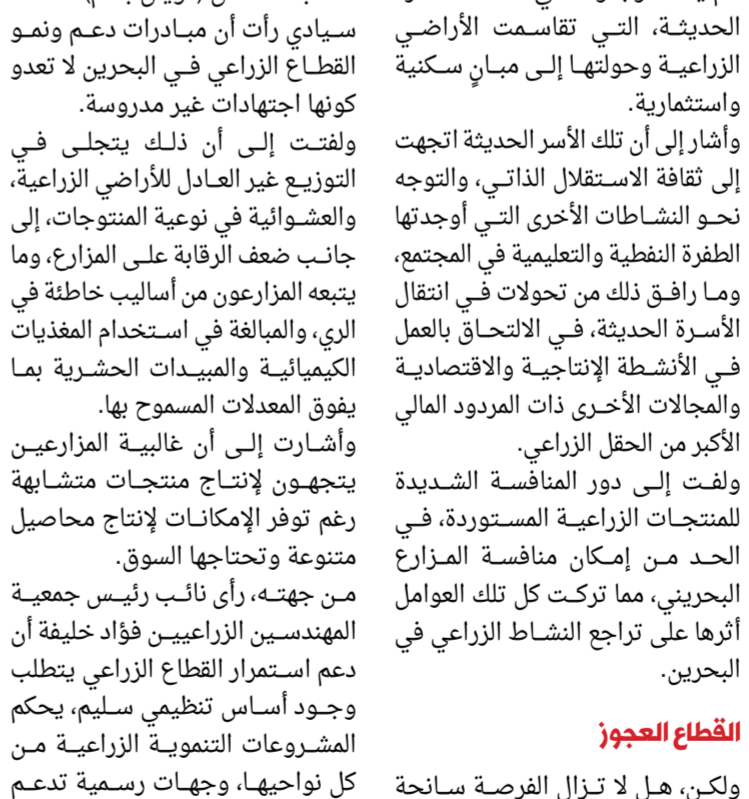 الحديثة، التي تقاسمت الأراضي
الزراعية وحولتها إلى مبانٍ سكنية
واستثمارية.
وأشار إلى أن تلك الأسر الحديثة اتجهت
إلى ثقافة الاستقلال الذاتي، والتوجه
نحو النشاطات الأخرى التي أوجدتها
الطفرة النفطية والتعليمية في المجتمع،
وما رافق ذلك من تحولات في انتقال
الأسرة الحديثة، في الالتحاق بالعمل
في الأنشطة الإنتاجية والاقتصادية
والمجالات الأخرى ذات المردود المالي
الأكبر من الحقل الزراعي.
ولفت إلى دور المنافسة الشديدة
للمنتجات الزراعية المستوردة، في
الحد من إمكان منافسة المزارع
البحريني، مما تركت كل تلك العوامل
أثرها على تراجع النشاط الزراعي في
البحرين.
القطاع العجوز
ولكن، هل لا تزال الفرصة سانحة
سيادي رأت أن مبادرات دعم ونمو
القطاع الزراعي في البحرين لا تعدو
كونها اجتهادات غير مدروسة.
ولفتت إلى أن ذلك يتجلى في
التوزيع غير العادل للأراضي الزراعية،
والعشوائية في نوعية المنتوجات، إلى
جانب ضعف الرقابة على المزارع، وما
يتبعه المزارعون من أساليب خاطئة في
الري، والمبالغة في استخدام المغذيات
الكيميائية والمبيدات الحشرية بما
يفوق المعدلات المسموح بها.
وأشارت إلى أن غالبية المزارعين
يتجهون لإنتاج منتجات متشابهة
رغم توفر الإمكانات لإنتاج محاصيل
متنوعة وتحتاجها السوق.
من جهته، رأى نائب رئيس جمعية
المهندسين الزراعيين فؤاد خليفة أن
دعم استمرار القطاع الزراعي يتطلب
وجود أساس تنظيمي سليم، يحكم
المشروعات التنموية الزراعية من
كل نواحيها، وجهات رسمية تدعم